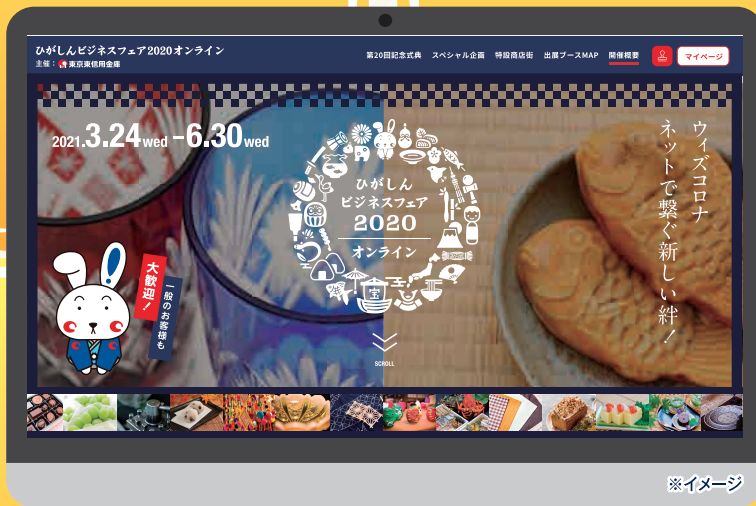 ひがしんビジネスフェア2020オンライン
主催：東京東信用金庫
第20回記念式典 スペシャル企画 特設商店街 出展ブースMAP 開催概要 マイページ
2021.3.24wed-6.30wed
ひがしん
ビジネスフェア
2020
オンライン
宝
ウィズコロナ
ネットで繋ぐ新しい絆！
大歓迎！
一般のお客様も
SCROLL
※イメージ